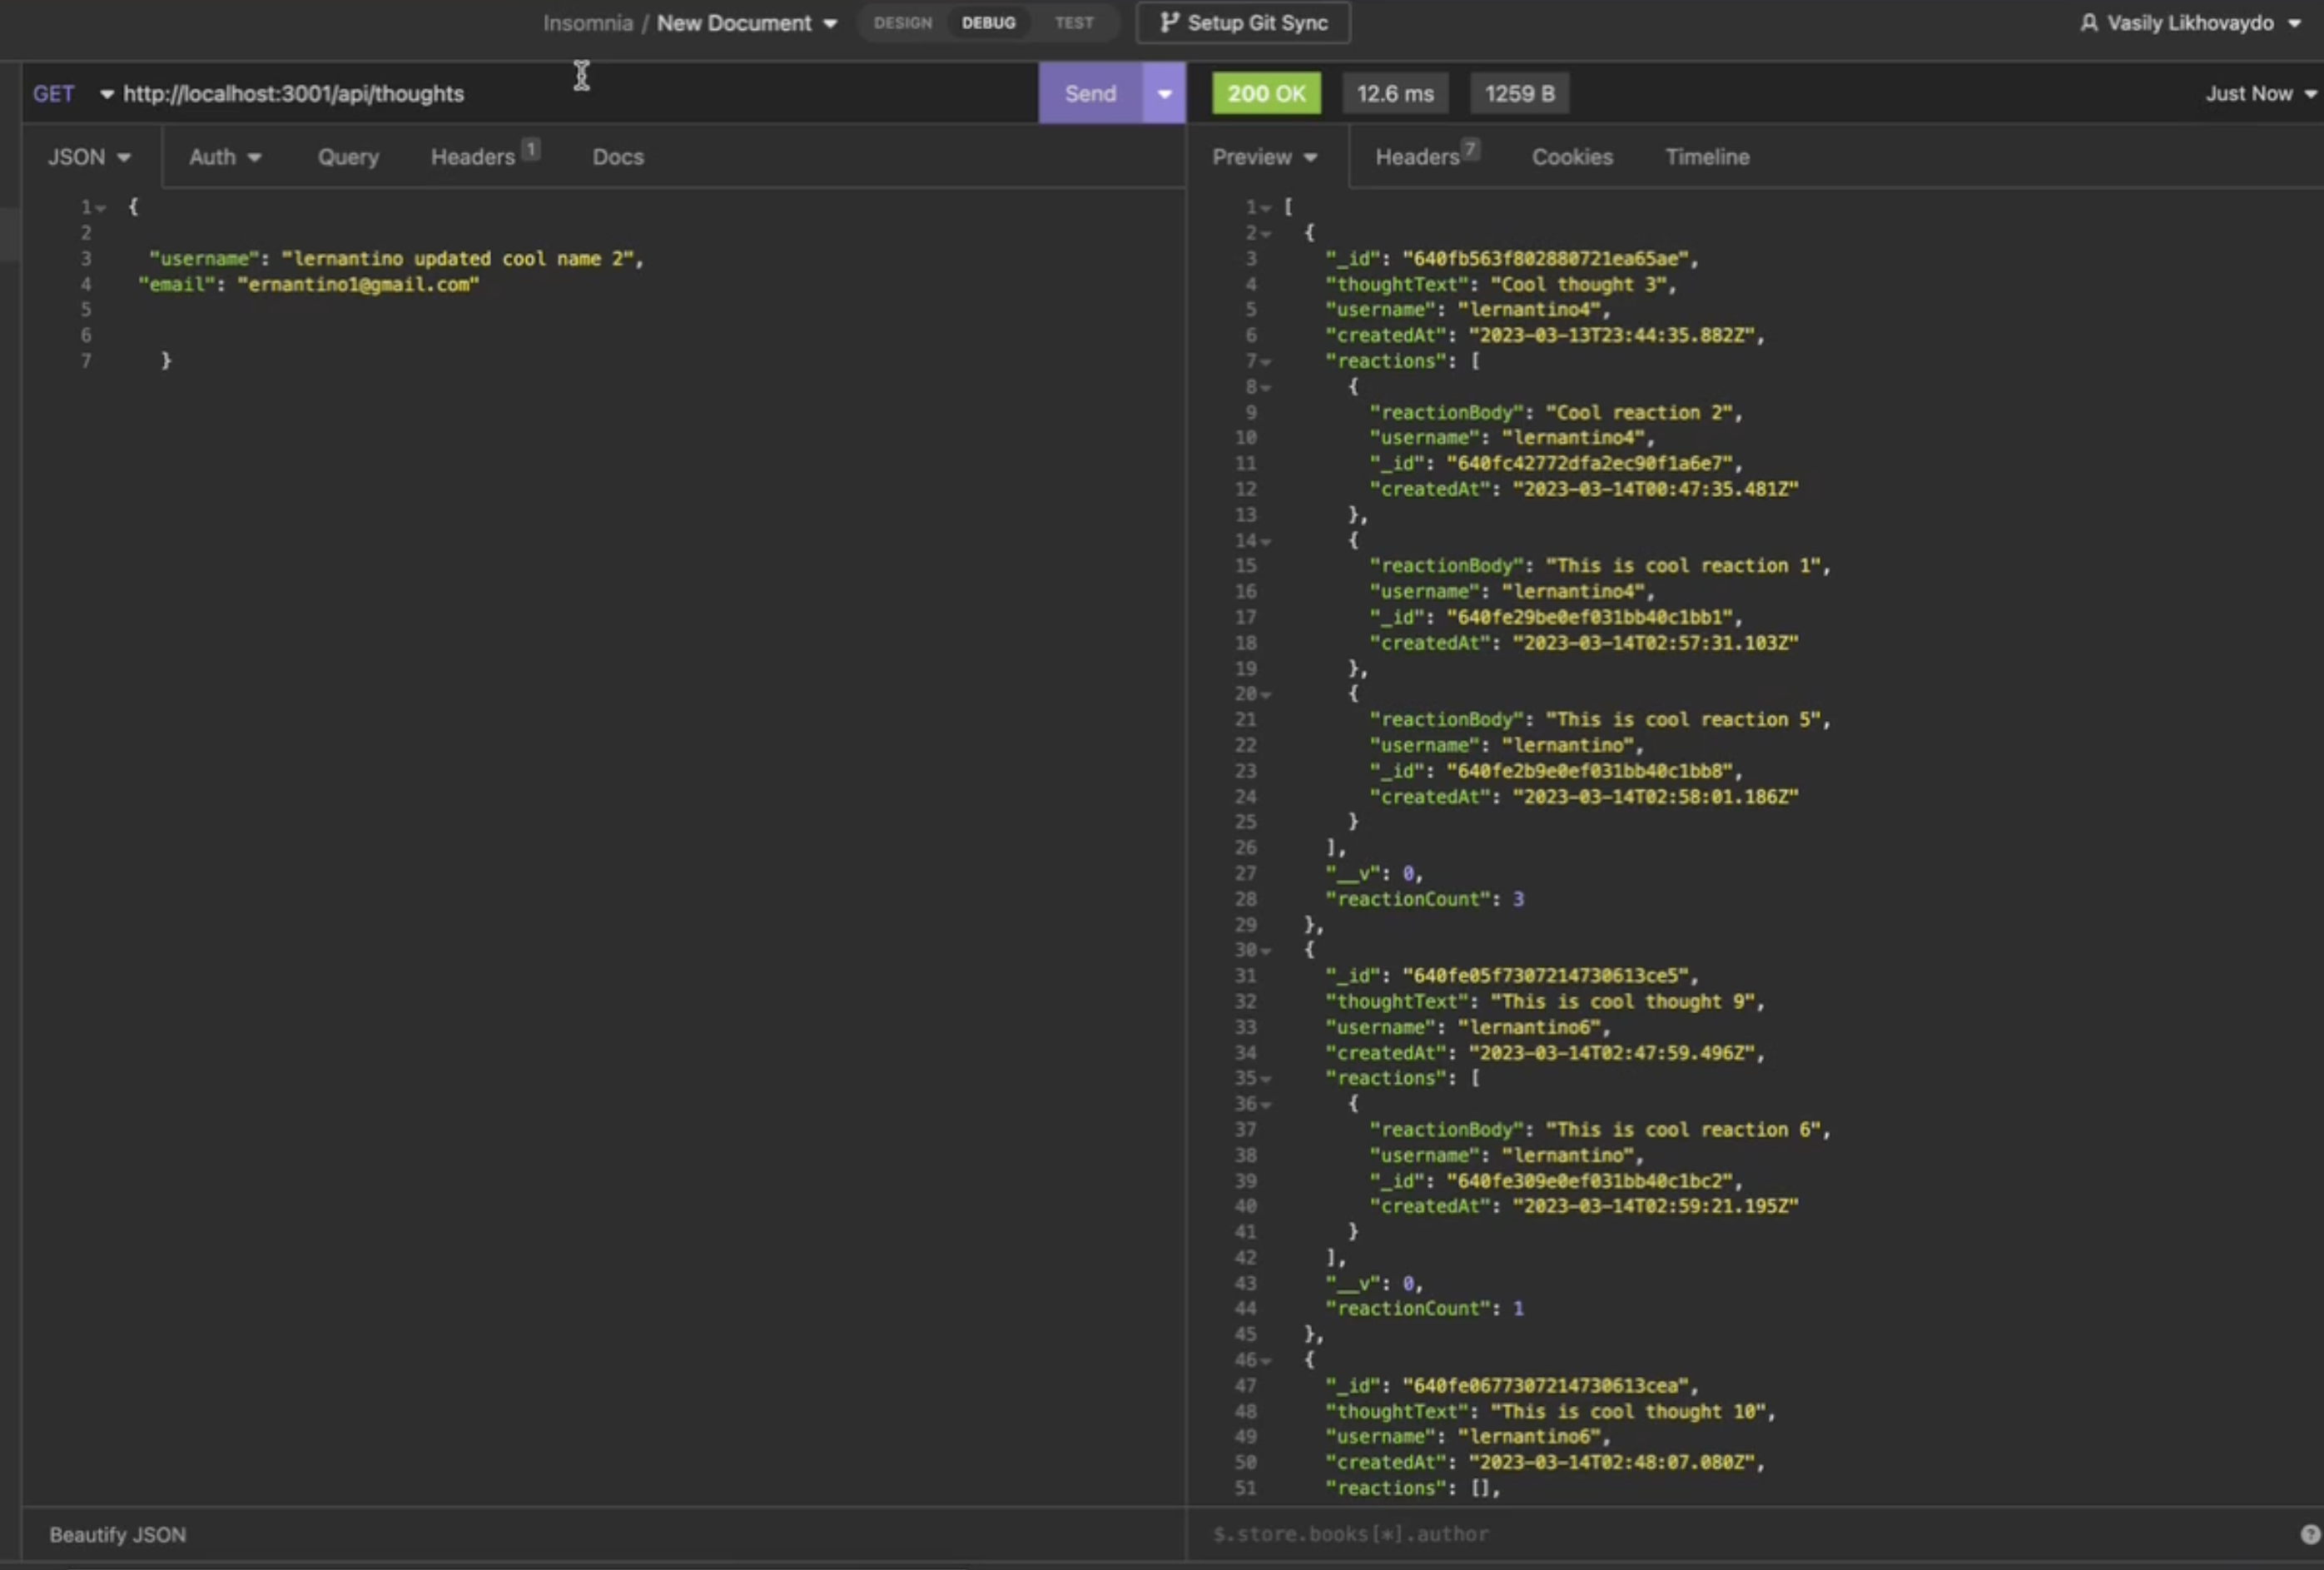 Insomnia / New Document
DESIGN DEBUG TEST
Setup Git Sync
Vasily Likhovaydo
GET http://localhost:3001/api/thoughts
Send
200 OK 12.6 ms 1259 B
Just Now
JSON Auth Query Headers 1 Docs
1 {
2
3 "username": "lernantino updated cool name 2",
4 "email": "ernantino1@gmail.com"
5
6
7 }
Beautify JSON
Preview Headers 7 Cookies Timeline
1 [
2 {
3 "_id": "640fb563f802880721ea65ae",
4 "thoughtText": "Cool thought 3",
5 "username": "lernantino4",
6 "createdAt": "2023-03-13T23:44:35.882Z",
7 "reactions": [
8 {
9 "reactionBody": "Cool reaction 2",
10 "username": "lernantino4",
11 "_id": "640fc42772dfa2ec90f1a6e7",
12 "createdAt": "2023-03-14T00:47:35.481Z"
13 },
14 {
15 "reactionBody": "This is cool reaction 1",
16 "username": "lernantino4",
17 "_id": "640fe29be0ef031bb40c1bb1",
18 "createdAt": "2023-03-14T02:57:31.103Z"
19 },
20 {
21 "reactionBody": "This is cool reaction 5",
22 "username": "lernantino",
23 "_id": "640fe2b9e0ef031bb40c1bb8",
24 "createdAt": "2023-03-14T02:58:01.186Z"
25 }
26 ],
27 "__v": 0,
28 "reactionCount": 3
29 },
30 {
31 "_id": "640fe05f7307214730613ce5",
32 "thoughtText": "This is cool thought 9",
33 "username": "lernantino6",
34 "createdAt": "2023-03-14T02:47:59.496Z",
35 "reactions": [
36 {
37 "reactionBody": "This is cool reaction 6",
38 "username": "lernantino",
39 "_id": "640fe309e0ef031bb40c1bc2",
40 "createdAt": "2023-03-14T02:59:21.195Z"
41 }
42 ],
43 "__v": 0,
44 "reactionCount": 1
45 },
46 {
47 "_id": "640fe0677307214730613cea",
48 "thoughtText": "This is cool thought 10",
49 "username": "lernantino6",
50 "createdAt": "2023-03-14T02:48:07.080Z",
51 "reactions": [],
$.store.books[*].author